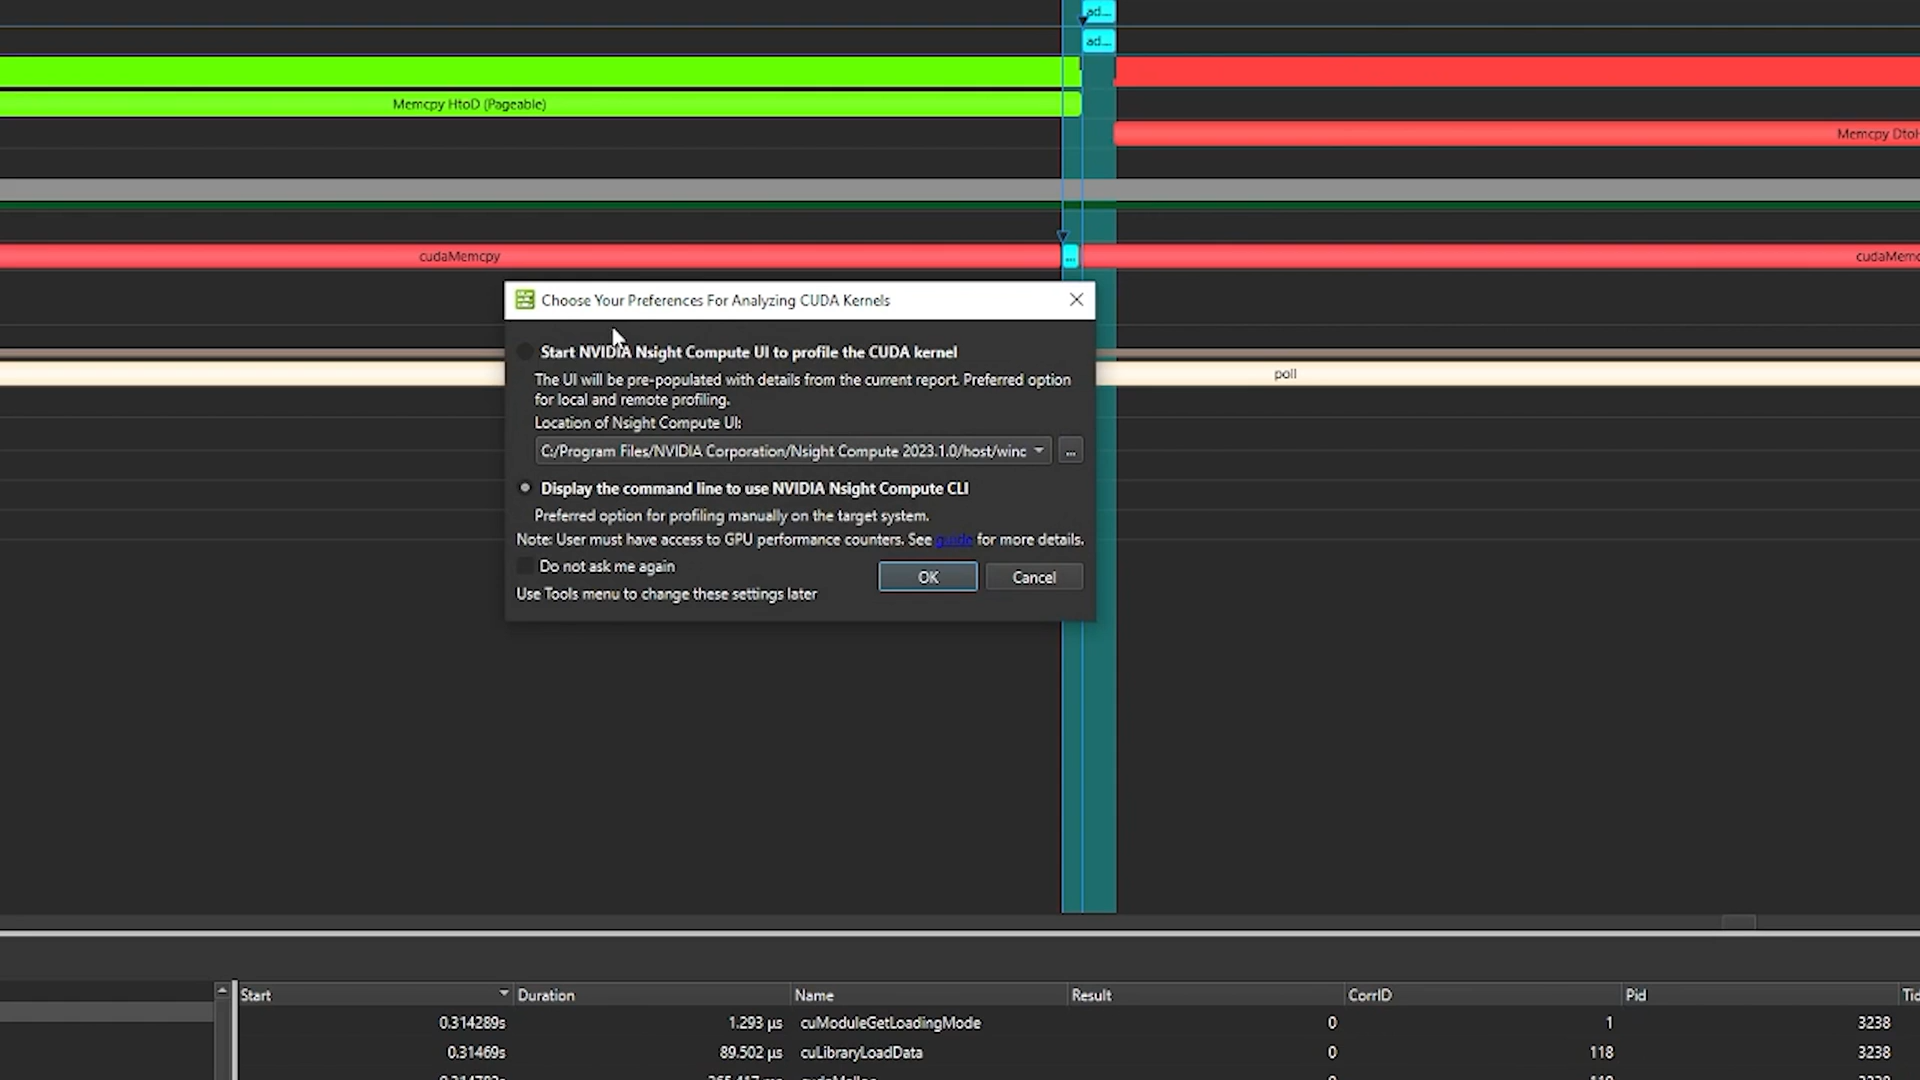 ad...
ad...
Memcpy HtoD (Pageable)
Memcpy DtoH
cudaMemcpy
...
Choose Your Preferences For Analyzing CUDA Kernels
Start NVIDIA Nsight Compute UI to profile the CUDA kernel
The UI will be pre-populated with details from the current report. Preferred option
for local and remote profiling.
Location of Nsight Compute UI:
C:/Program Files/NVIDIA Corporation/Nsight Compute 2023.1.0/host/winc
...
poll
Display the command line to use NVIDIA Nsight Compute CLI
Preferred option for profiling manually on the target system.
Note: User must have access to GPU performance counters. See guide for more details.
Do not ask me again
OK Cancel
Use Tools menu to change these settings later
Start Duration Name Result CorrID Pid
0.314289s 1.293 µs cuModuleGetLoadingMode 0 1 3238
0.31469s 89.502 µs cuLibraryLoadData 0 118 3238